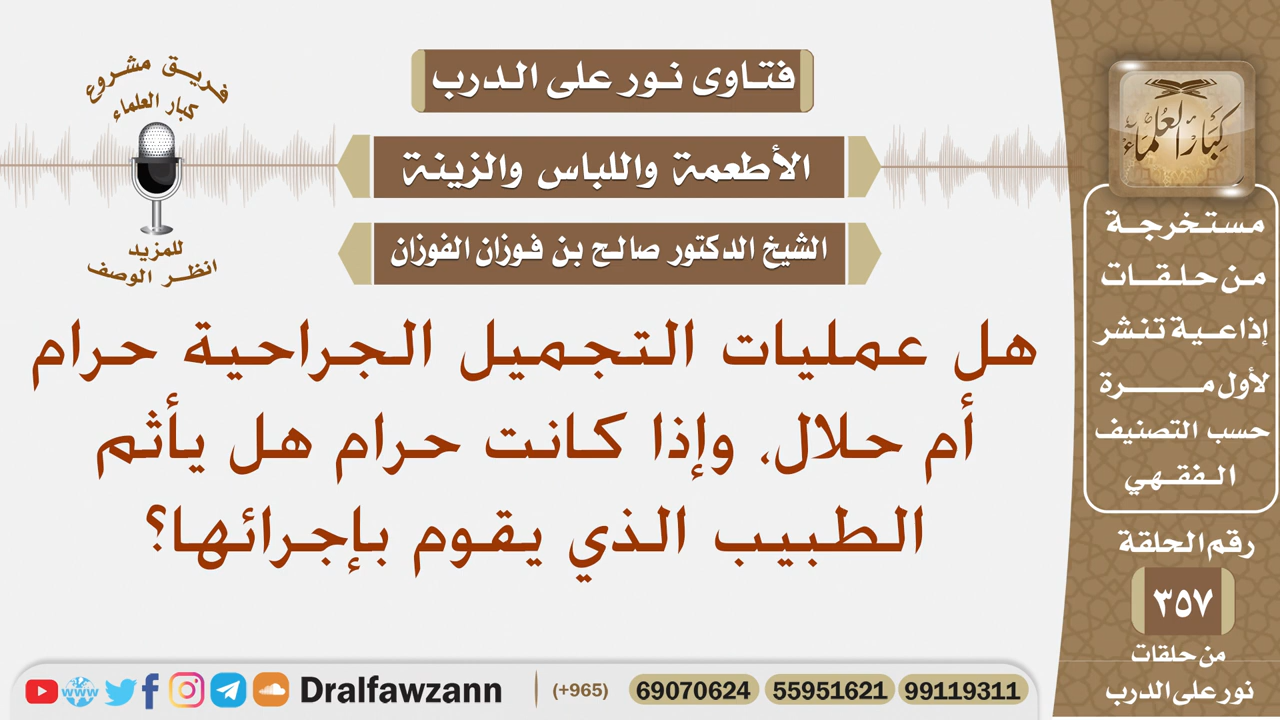 فتاوى نور على الدرب
الأطعمة واللباس والزينة
الشيخ الدكتور صالح بن فوزان الفوزان
هل عمليات التجميل الجراحية حرام
أم حلال، وإذا كانت حرام هل يأثم
الطبيب الذي يقوم بإجرائها؟
فريق مشروع
كبار العلماء
للمزيد
انظر الوصف
كبار العلماء
مستخرجة
من حلقات
إذاعية تنشر
لأول مرة
حسب التصنيف
الفقهي
رقم الحلقة
٣٥٧
من حلقات
نور على الدرب
www Dralfawzann (+965) 69070624 55951621 99119311